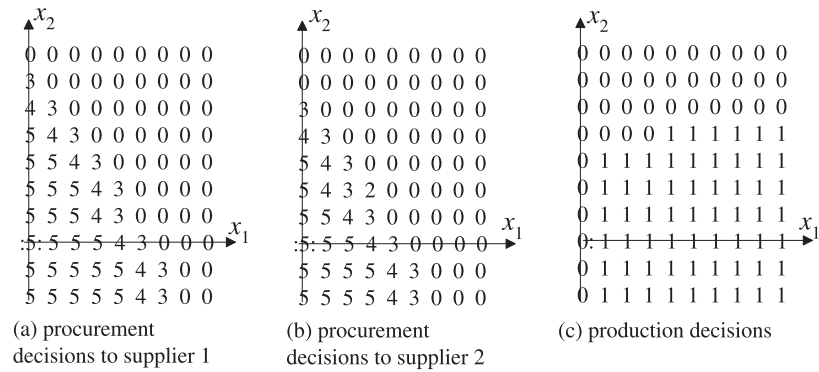 x₂
0 0 0 0 0 0 0 0 0
3 0 0 0 0 0 0 0 0
4 3 0 0 0 0 0 0 0
5 4 3 0 0 0 0 0 0
5 5 4 3 0 0 0 0 0
5 5 5 4 3 0 0 0 0
5 5 5 4 3 0 0 0 0
:5:5 5 5 4 3 0 0 0 x₁
5 5 5 5 5 4 3 0 0
5 5 5 5 5 4 3 0 0
(a) procurement
decisions to supplier 1
x₂
0 0 0 0 0 0 0 0 0
0 0 0 0 0 0 0 0 0
3 0 0 0 0 0 0 0 0
4 3 0 0 0 0 0 0 0
5 4 3 0 0 0 0 0 0
5 4 3 2 0 0 0 0 0
5 5 4 3 0 0 0 0 0
:5:5 5 4 3 0 0 0 0 x₁
5 5 5 5 4 3 0 0 0
5 5 5 5 4 3 0 0 0
(b) procurement
decisions to supplier 2
x₂
0 0 0 0 0 0 0 0 0 0
0 0 0 0 0 0 0 0 0 0
0 0 0 0 0 0 0 0 0 0
0 0 0 0 1 1 1 1 1 1
0 1 1 1 1 1 1 1 1 1
0 1 1 1 1 1 1 1 1 1
0 1 1 1 1 1 1 1 1 1
0: 1 1 1 1 1 1 1 1 1 x₁
0 1 1 1 1 1 1 1 1 1
0 1 1 1 1 1 1 1 1 1
(c) production decisions